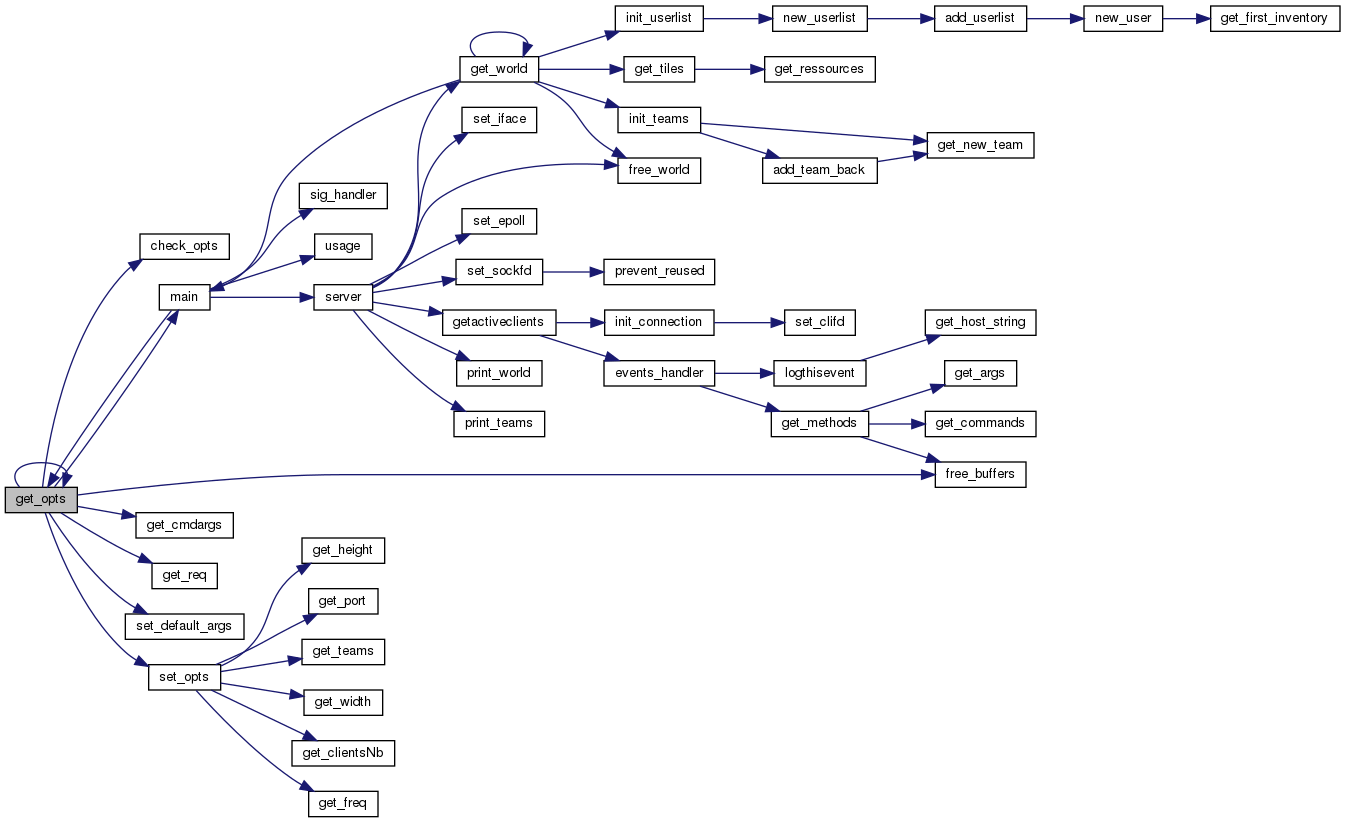 init_userlist
new_userlist
add_userlist
new_user
get_first_inventory
get_world
get_tiles
get_ressources
set_iface
init_teams
get_new_team
add_team_back
free_world
sig_handler
set_epoll
check_opts
usage
set_sockfd
prevent_reused
main
server
getactiveclients
init_connection
set_clifd
get_host_string
print_world
events_handler
logthisevent
get_args
print_teams
get_methods
get_commands
free_buffers
get_opts
get_cmdargs
get_height
get_req
get_port
set_default_args
get_teams
set_opts
get_width
get_clientsNb
get_freq